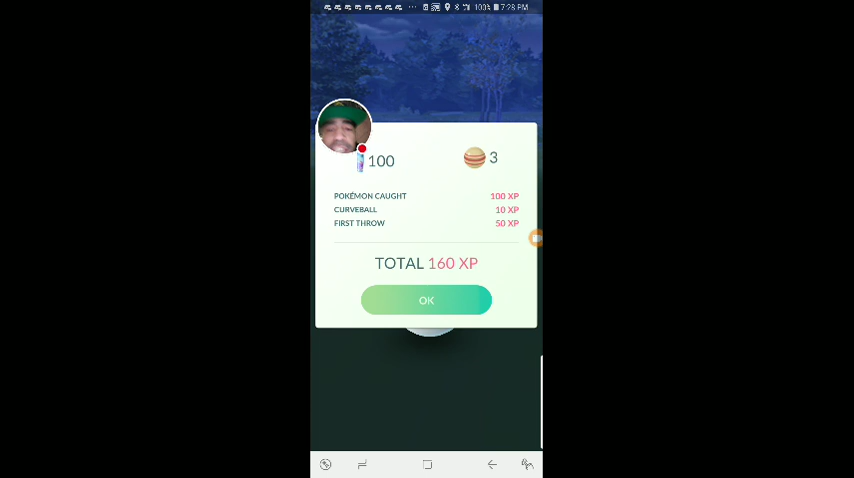 100% 7:28 PM
100 3
POKÉMON CAUGHT 100 XP
CURVEBALL 10 XP
FIRST THROW 50 XP
TOTAL 160 XP
OK